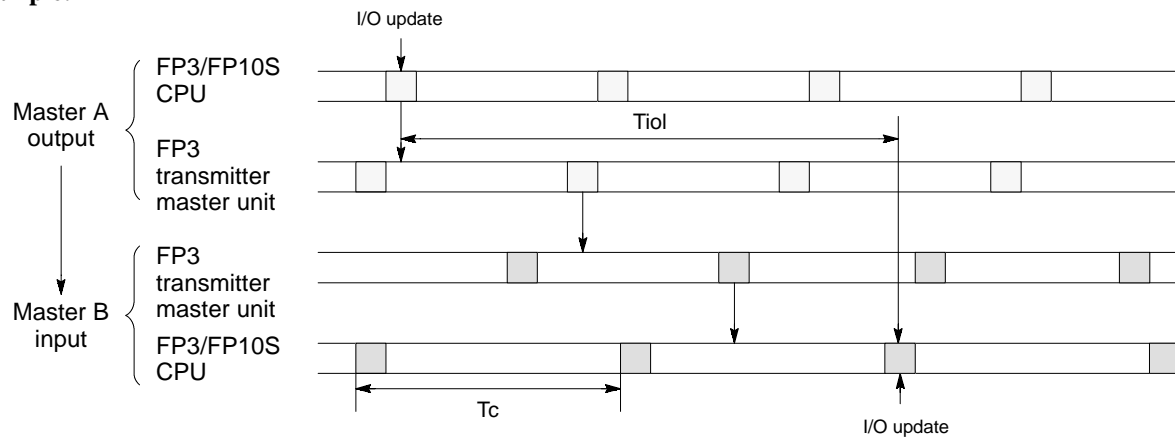 I/O update
FP3/FP10S
CPU
Master A
output
Tiol
FP3
transmitter
master unit
FP3
transmitter
master unit
Master B
input
FP3/FP10S
CPU
Tc
I/O update